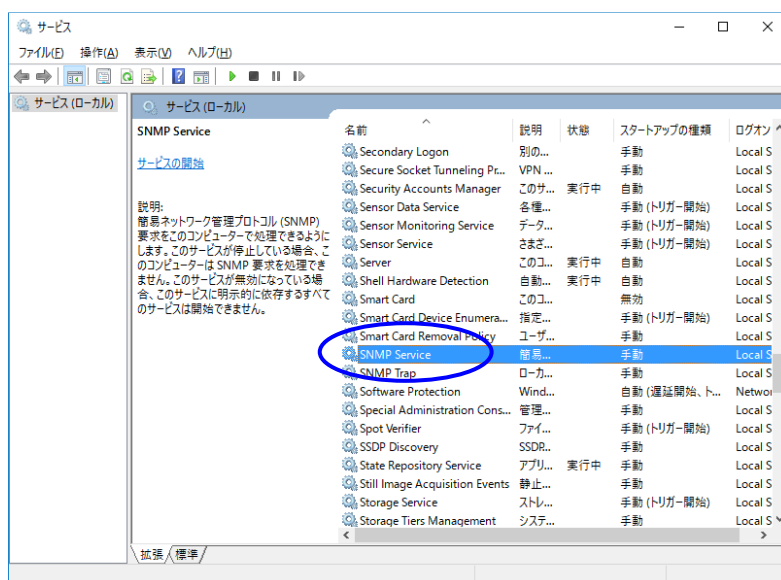 サービス
ファイル(F) 操作(A) 表示(V) ヘルプ(H)
サービス (ローカル)
サービス (ローカル)
SNMP Service
サービスの開始
説明:
簡易ネットワーク管理プロトコル (SNMP)
要求をこのコンピューターで処理できるように
します。このサービスが停止している場合、こ
のコンピューターは SNMP 要求を処理でき
ません。このサービスが無効になっている場
合、このサービスに明示的に依存するすべて
のサービスは開始できません。
名前 説明 状態 スタートアップの種類 ログオン
Secondary Logon 別の... 手動 Local S
Secure Socket Tunneling Pr... VPN ... 手動 Local S
Security Accounts Manager このサ... 実行中 自動 Local S
Sensor Data Service 各種... 手動 (トリガー開始) Local S
Sensor Monitoring Service データ... 手動 (トリガー開始) Local S
Sensor Service さまざ... 手動 (トリガー開始) Local S
Server このコ... 実行中 自動 Local S
Shell Hardware Detection 自動... 実行中 自動 Local S
Smart Card このコ... 無効 Local S
Smart Card Device Enumera... 指定... 手動 (トリガー開始) Local S
Smart Card Removal Policy ユーザ... 手動 Local S
SNMP Service 簡易... 手動 Local S
SNMP Trap ローカ... 手動 Local S
Software Protection Wind... 自動 (遅延開始、ト... Networ
Special Administration Cons... 管理... 手動 Local S
Spot Verifier ファイ... 手動 (トリガー開始) Local S
SSDP Discovery SSDP... 手動 Local S
State Repository Service アプリ... 実行中 手動 Local S
Still Image Acquisition Events 静止... 手動 Local S
Storage Service ストレ... 手動 (トリガー開始) Local S
Storage Tiers Management システ... 手動 Local S
拡張 標準